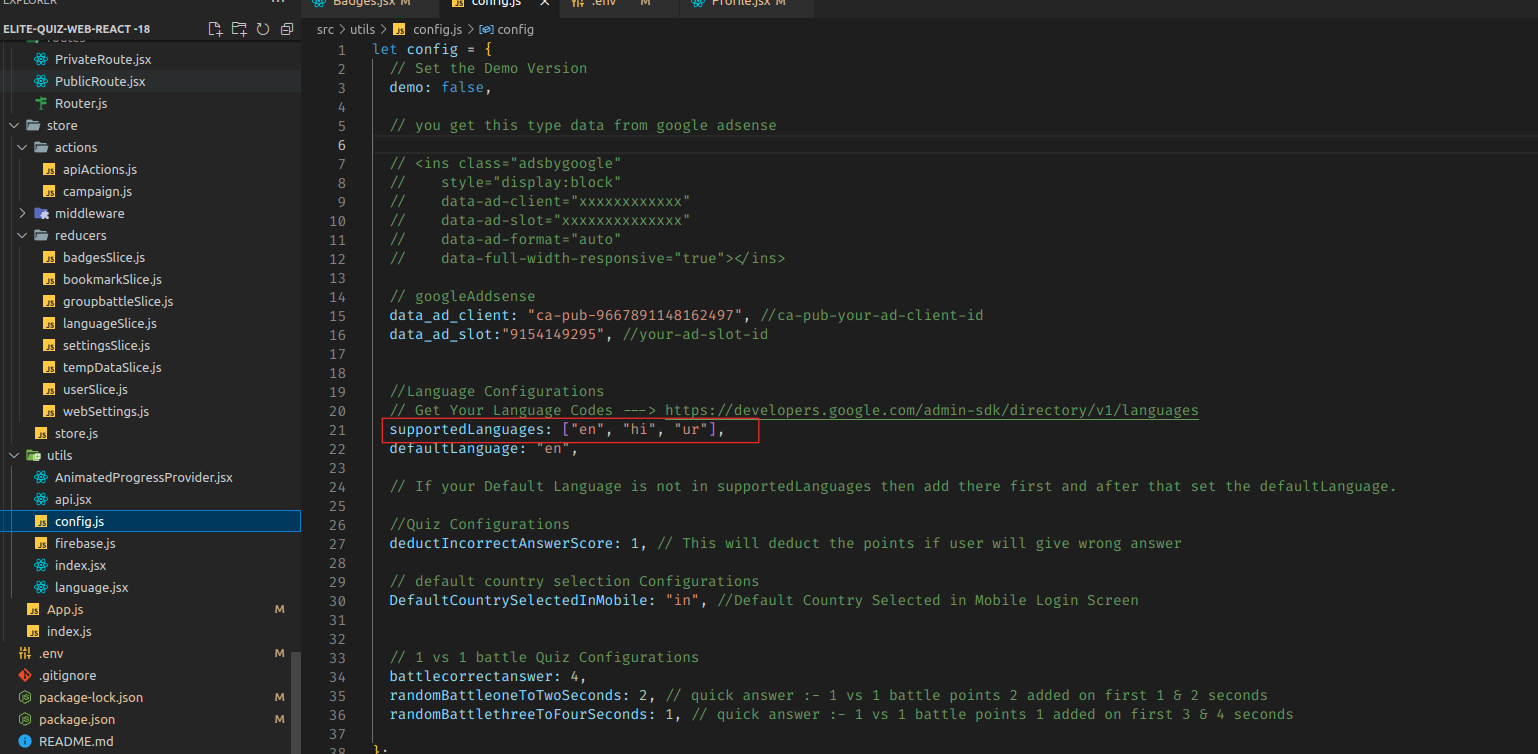 EXPLORER
ELITE-QUIZ-WEB-REACT -18
routes
PrivateRoute.jsx
PublicRoute.jsx
Router.js
store
actions
apiActions.js
campaign.js
middleware
reducers
badgesSlice.js
bookmarkSlice.js
groupbattleSlice.js
languageSlice.js
settingsSlice.js
tempDataSlice.js
userSlice.js
webSettings.js
store.js
utils
AnimatedProgressProvider.jsx
api.jsx
config.js
firebase.js
index.jsx
language.jsx
App.js M
index.js
.env M
.gitignore
package-lock.json M
package.json M
README.md
Badges.jsx M config.js .env M Profile.jsx M
src > utils > config.js > config
1 let config = {
2 // Set the Demo Version
3 demo: false,
4
5 // you get this type data from google adsense
6
7 // <ins class="adsbygoogle"
8 // style="display:block"
9 // data-ad-client="xxxxxxxxxxxx"
10 // data-ad-slot="xxxxxxxxxxxxxx"
11 // data-ad-format="auto"
12 // data-full-width-responsive="true"></ins>
13
14 // googleAddsense
15 data_ad_client: "ca-pub-9667891148162497", //ca-pub-your-ad-client-id
16 data_ad_slot:"9154149295", //your-ad-slot-id
17
18
19 //Language Configurations
20 // Get Your Language Codes ---> https://developers.google.com/admin-sdk/directory/v1/languages
21 supportedLanguages: ["en", "hi", "ur"],
22 defaultLanguage: "en",
23
24 // If your Default Language is not in supportedLanguages then add there first and after that set the defaultLanguage.
25
26 //Quiz Configurations
27 deductIncorrectAnswerScore: 1, // This will deduct the points if user will give wrong answer
28
29 // default country selection Configurations
30 DefaultCountrySelectedInMobile: "in", //Default Country Selected in Mobile Login Screen
31
32
33 // 1 vs 1 battle Quiz Configurations
34 battlecorrectanswer: 4,
35 randomBattleoneToTwoSeconds: 2, // quick answer :- 1 vs 1 battle points 2 added on first 1 & 2 seconds
36 randomBattlethreeToFourSeconds: 1, // quick answer :- 1 vs 1 battle points 1 added on first 3 & 4 seconds
37
38 };